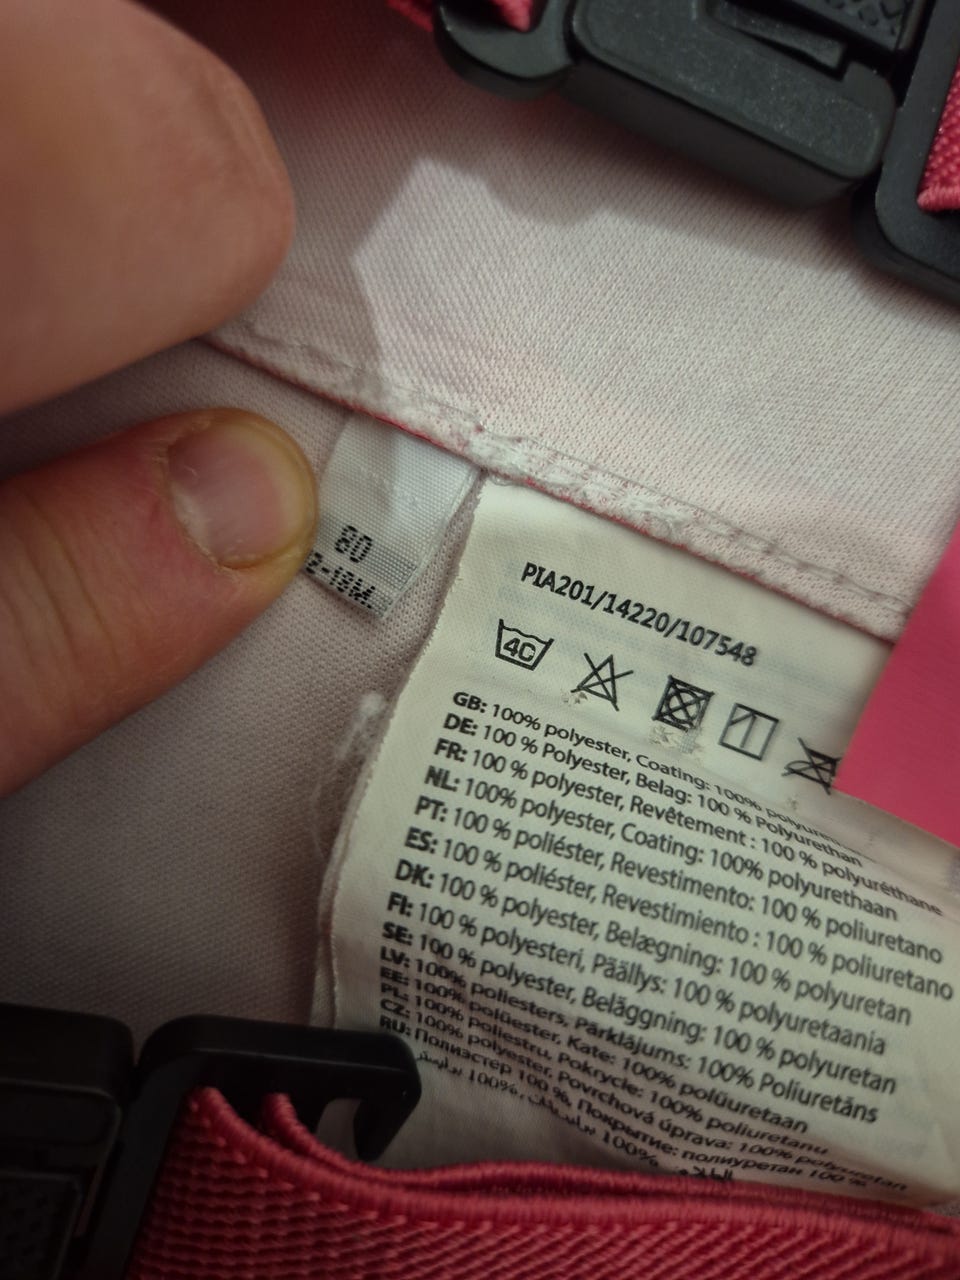 80
PIA201/14220/107548
40
GB: 100% polyester, Coating: 100% polyurethane
DE: 100 % Polyester, Belag: 100 % Polyurethan
FR: 100 % polyester, Revêtement : 100 % polyuréthane
NL: 100% polyester, Coating: 100% polyurethaan
PT: 100 % poliéster, Revestimento: 100 % poliuretano
ES: 100 % poliéster, Revestimiento : 100 % poliuretano
DK: 100 % polyester, Belægning: 100 % polyuretan
FI: 100 % polyesteri, Päällys: 100 % polyuretaania
SE: 100 % polyester, Beläggning: 100 % polyuretan
LV: 100% poliesters, Pārklājums: 100% Poliuretāns
EE: 100% polüester, Kate: 100% polüuretaan
PL: 100% poliestru, Pokrycie: 100% poliuretanu
CZ: 100% polyester, Povrchová úprava: 100% polyuretan
RU: Полиэстер 100 %, Покрытие: полиуретан 100 %
100% 100%